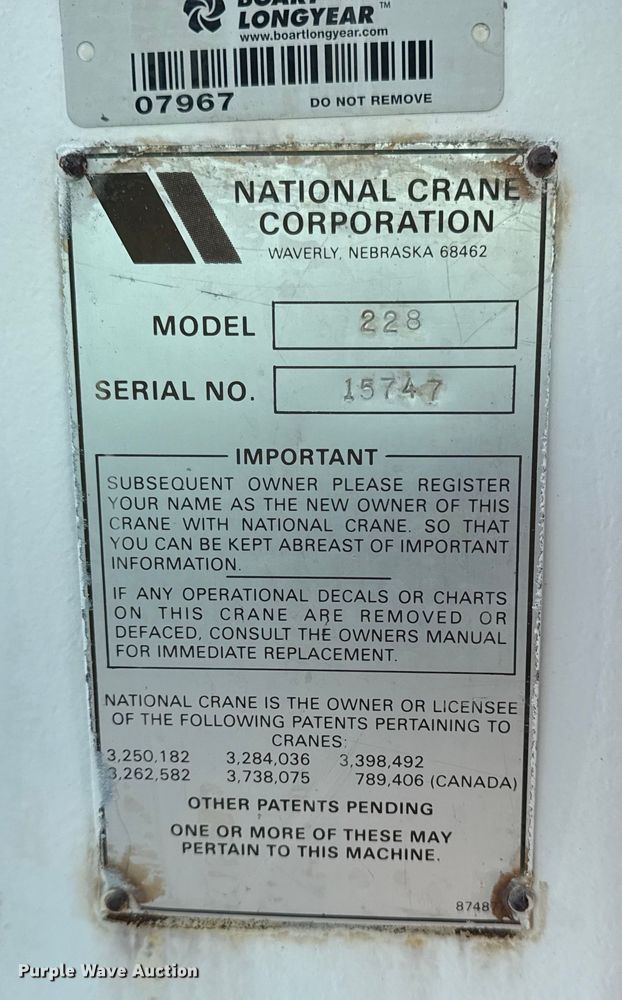 LONGYEAR™
www.boartlongyear.com
07967 DO NOT REMOVE
NATIONAL CRANE
CORPORATION
WAVERLY, NEBRASKA 68462
MODEL 228
SERIAL NO. 15747
IMPORTANT
SUBSEQUENT OWNER PLEASE REGISTER
YOUR NAME AS THE NEW OWNER OF THIS
CRANE WITH NATIONAL CRANE. SO THAT
YOU CAN BE KEPT ABREAST OF IMPORTANT
INFORMATION.
IF ANY OPERATIONAL DECALS OR CHARTS
ON THIS CRANE ARE REMOVED OR
DEFACED, CONSULT THE OWNERS MANUAL
FOR IMMEDIATE REPLACEMENT.
NATIONAL CRANE IS THE OWNER OR LICENSEE
OF THE FOLLOWING PATENTS PERTAINING TO
CRANES:
3,250,182 3,284,036 3,398,492
3,262,582 3,738,075 789,406 (CANADA)
OTHER PATENTS PENDING
ONE OR MORE OF THESE MAY
PERTAIN TO THIS MACHINE.
Purple Wave Auction